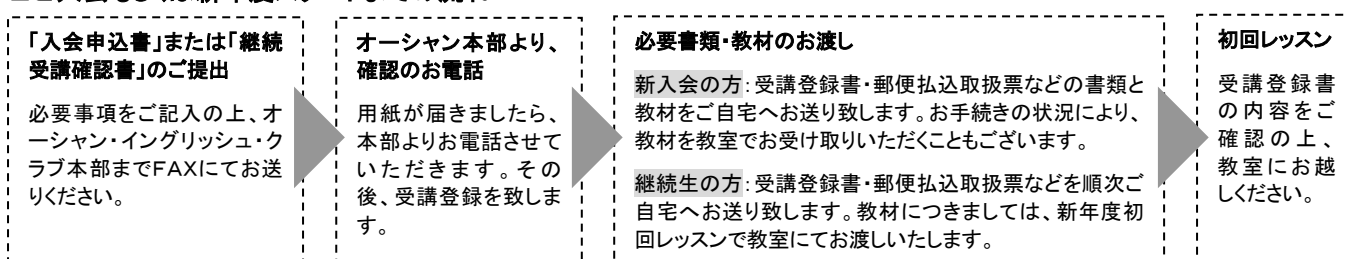 「入会申込書」または「継続
受講確認書」のご提出
必要事項をご記入の上、オ
ーシャン・イングリッシュ・ク
ラブ本部までFAXにてお送
りください。
オーシャン本部より、
確認のお電話
用紙が届きましたら、
本部よりお電話させて
いただきます。その
後、受講登録を致しま
す。
必要書類・教材のお渡し
新入会の方：受講登録書・郵便払込取扱票などの書類と
教材をご自宅へお送り致します。お手続きの状況により、
教材を教室でお受け取りいただくこともございます。
継続生の方：受講登録書・郵便払込取扱票などを順次ご
自宅へお送り致します。教材につきましては、新年度初
回レッスンで教室にてお渡しいたします。
初回レッスン
受講登録書
の内容をご
確認の上、
教室にお越
しください。